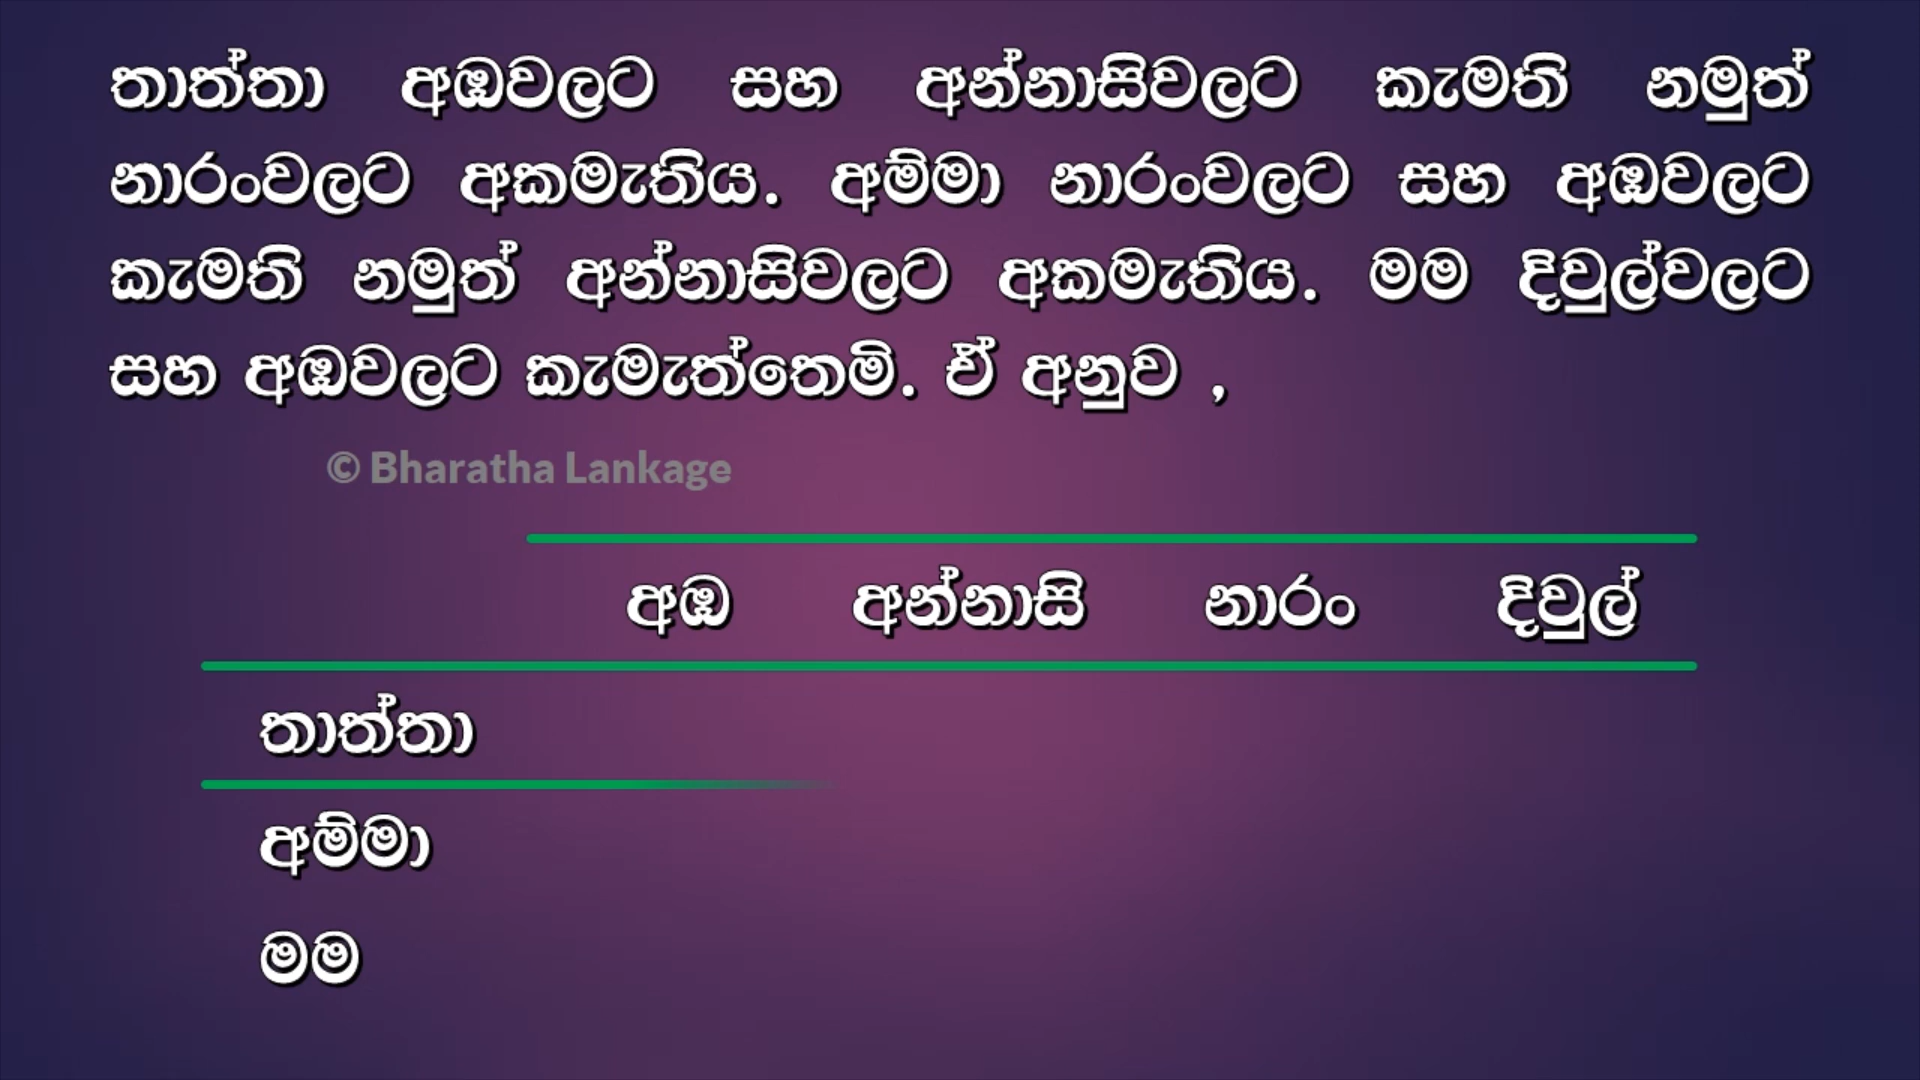 තාත්තා අඹවලට සහ අන්නාසිවලට කැමති නමුත්
නාරංවලට අකමැතිය. අම්මා නාරංවලට සහ අඹවලට
කැමති නමුත් අන්නාසිවලට අකමැතිය. මම දිවුල්වලට
සහ අඹවලට කැමැත්තෙමි. ඒ අනුව ,
© Bharatha Lankage
අඹ අන්නාසි නාරං දිවුල්
තාත්තා
අම්මා
මම